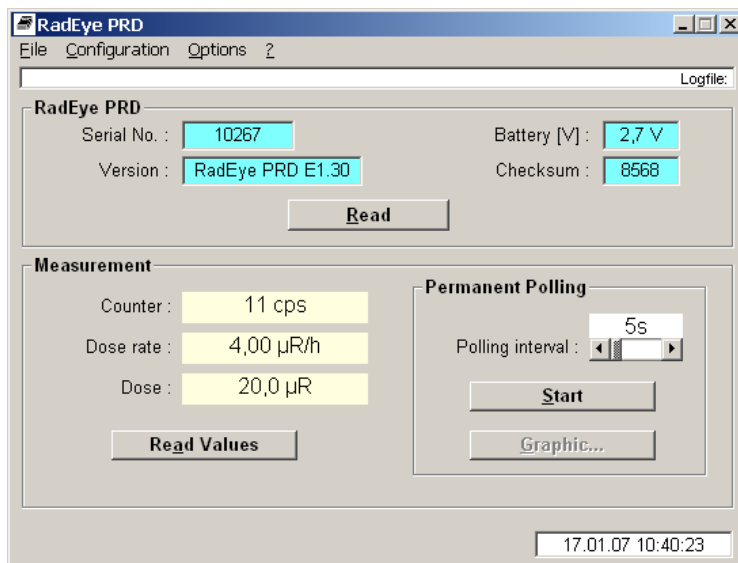 RadEye PRD
File Configuration Options ?
Logfile:
RadEye PRD
Serial No. : 10267 Battery [V] : 2,7 V
Version : RadEye PRD E1.30 Checksum : 8568
Read
Measurement
Counter : 11 cps
Permanent Polling
Dose rate : 4,00 µR/h
5s
Polling interval :
Dose : 20,0 µR
Start
Read Values
Graphic...
17.01.07 10:40:23